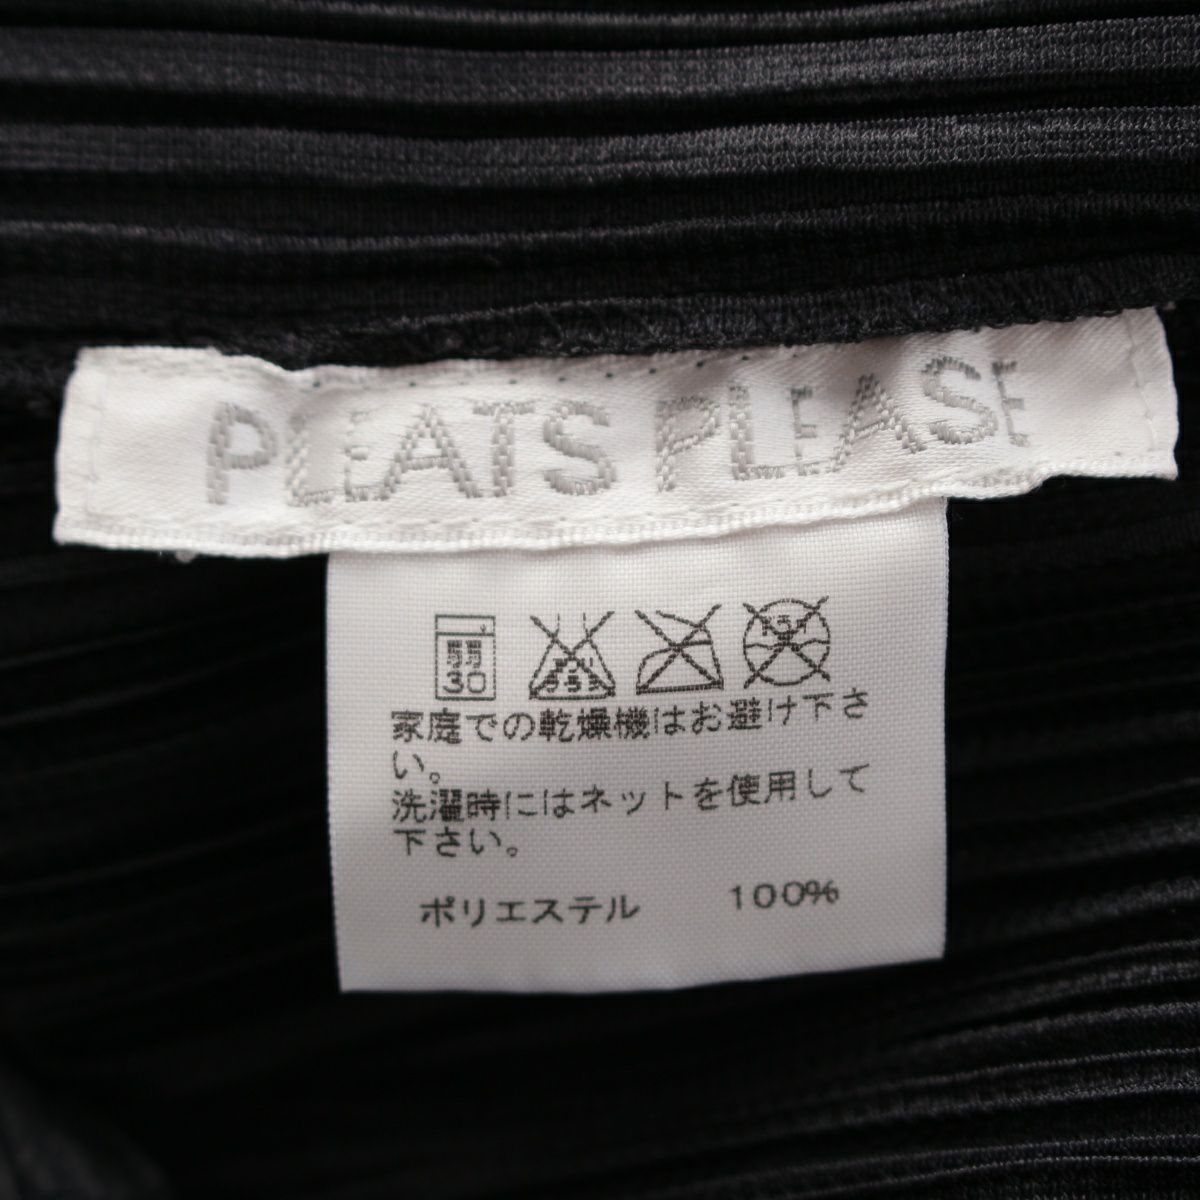 PLEATS PLEASE
弱
30
家庭での乾燥機はお避け下さ
い。
洗濯時にはネットを使用して
下さい。
ポリエステル 100%